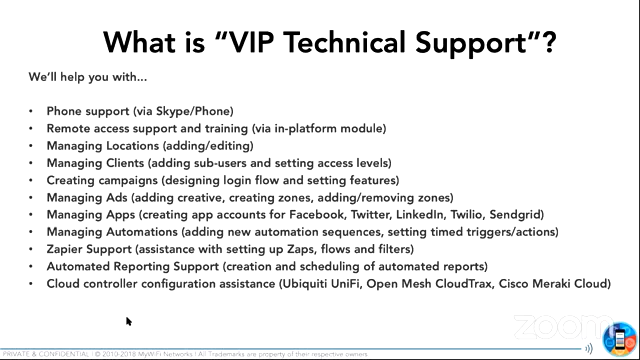 What is “VIP Technical Support”?
We’ll help you with...
• Phone support (via Skype/Phone)
• Remote access support and training (via in-platform module)
• Managing Locations (adding/editing)
• Managing Clients (adding sub-users and setting access levels)
• Creating campaigns (designing login flow and setting features)
• Managing Ads (adding creative, creating zones, adding/removing zones)
• Managing Apps (creating app accounts for Facebook, Twitter, LinkedIn, Twilio, Sendgrid)
• Managing Automations (adding new automation sequences, setting timed triggers/actions)
• Zapier Support (assistance with setting up Zaps, flows and filters)
• Automated Reporting Support (creation and scheduling of automated reports)
• Cloud controller configuration assistance (Ubiquiti UniFi, Open Mesh CloudTrax, Cisco Meraki Cloud)
zoom
PRIVATE & CONFIDENTIAL | © 2010-2018 MyWiFi Networks | All Trademarks are property of their respective owners